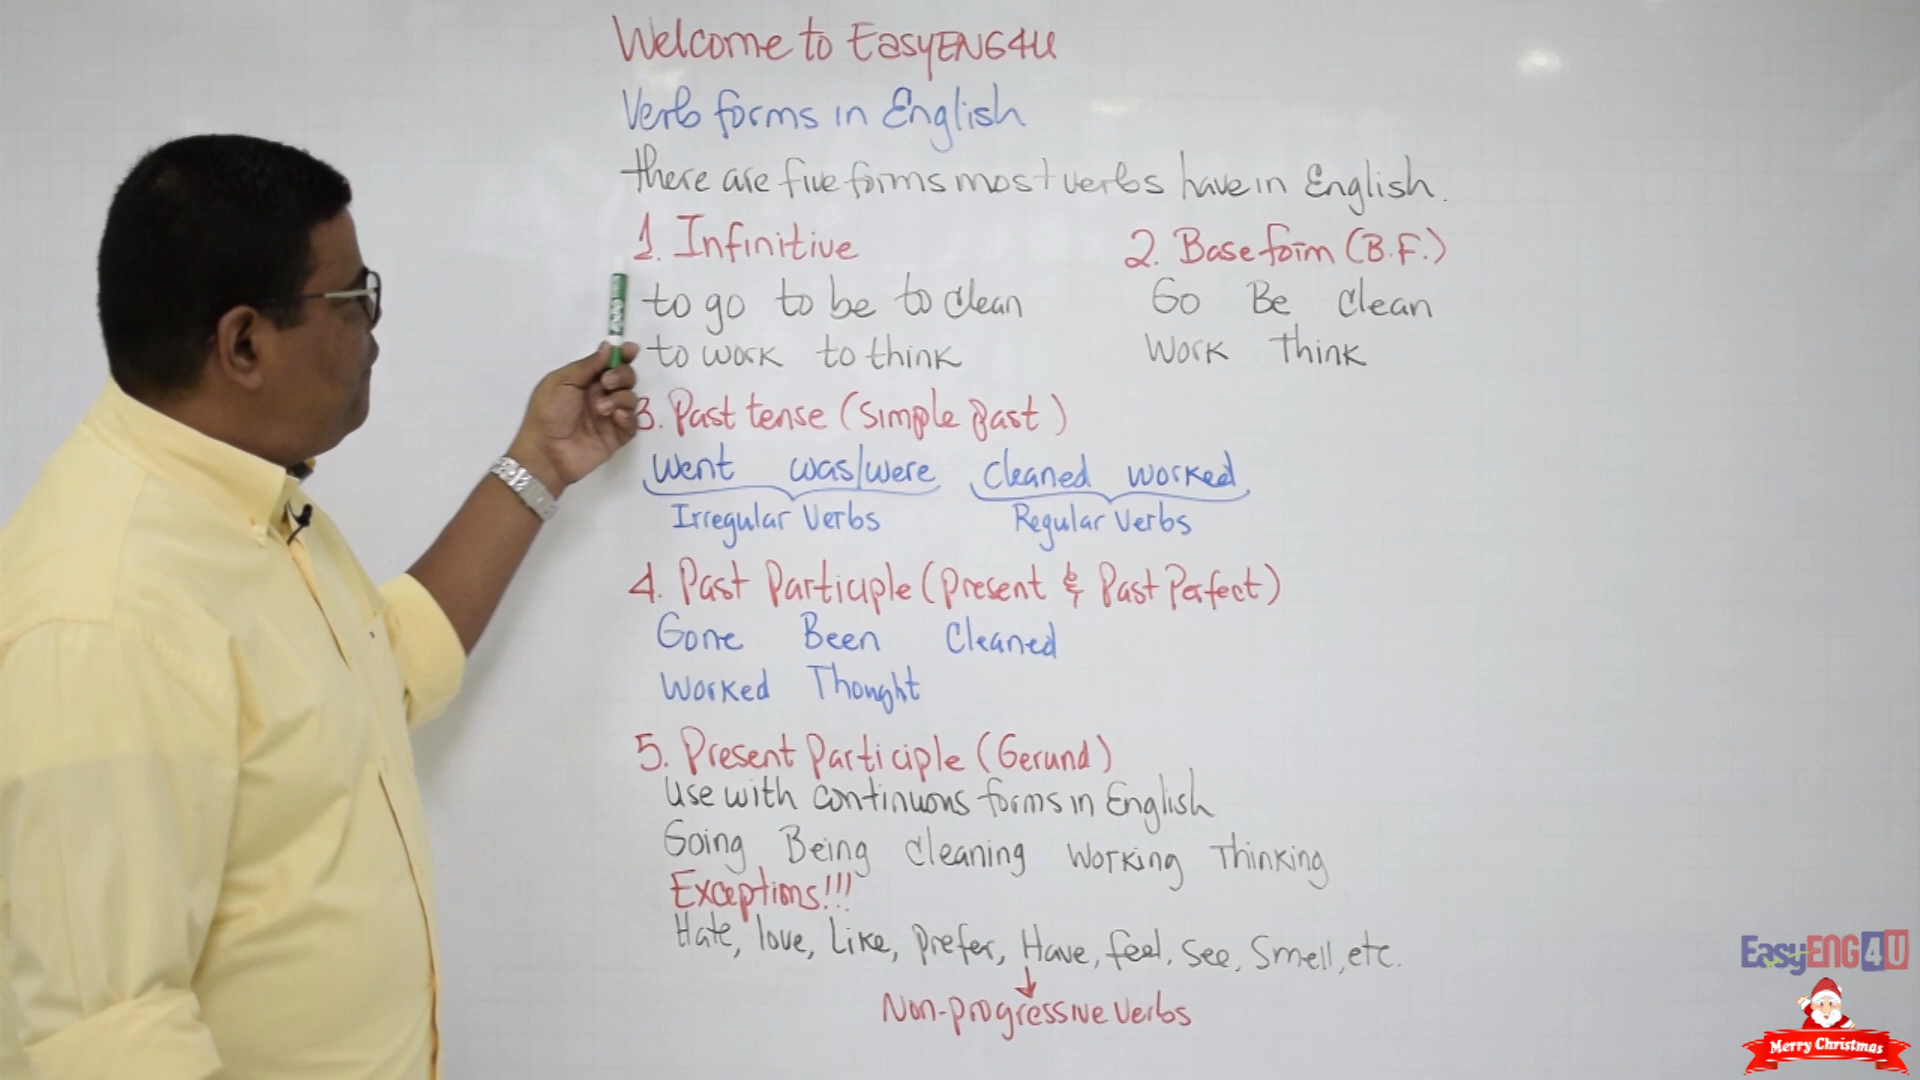 Welcome to EasyENG4U
Verb forms in English
there are five forms most verbs have in English.
1. Infinitive
to go to be to clean
to work to think
2. Base form (B.F.)
Go Be Clean
Work Think
3. Past tense (Simple Past)
Went was/were Cleaned Worked
Irregular Verbs Regular Verbs
4. Past Participle (Present & Past Perfect)
Gone Been Cleaned
Worked Thought
5. Present Participle (Gerund)
Use with continuous forms in English
Going Being Cleaning Working Thinking
Exceptions!!!
Hate, love, Like, Prefer, Have, feel, see, Smell, etc.
Non-progressive Verbs
EasyENG4U
Merry Christmas